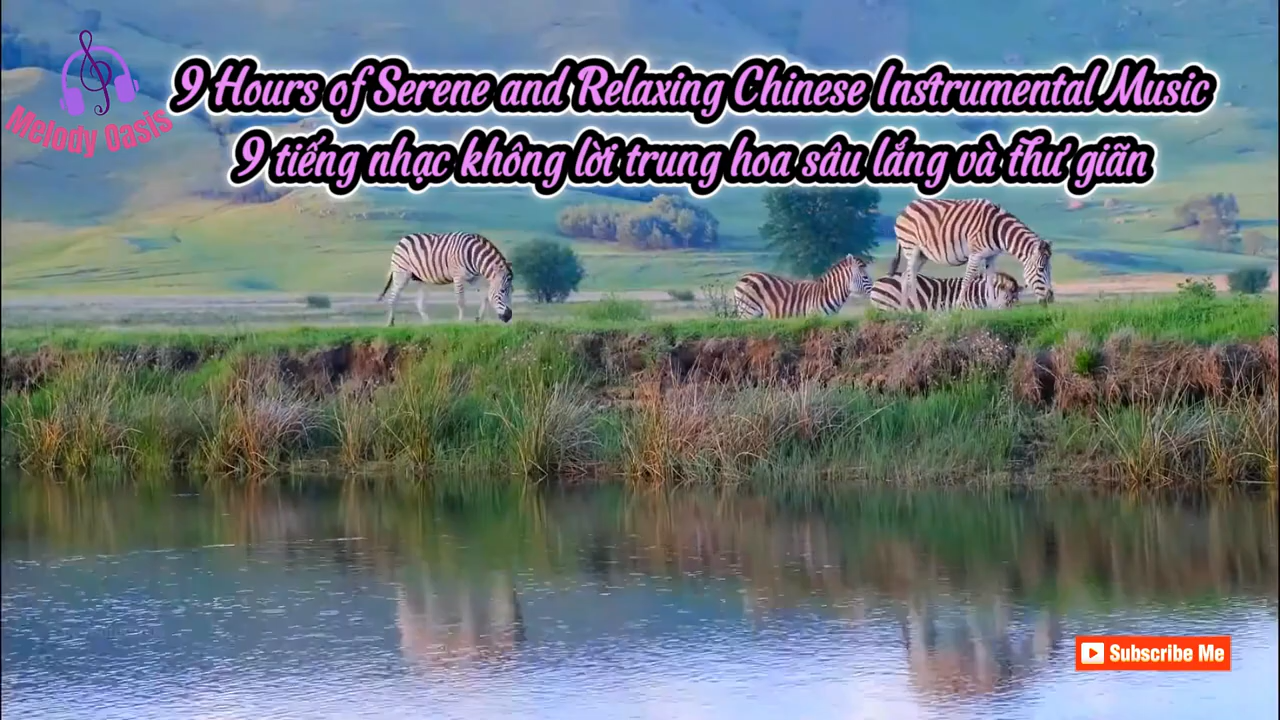 Melody Oasis
9 Hours of Serene and Relaxing Chinese Instrumental Music
9 tiếng nhạc không lời trung hoa sâu lắng và thư giãn
Subscribe Me